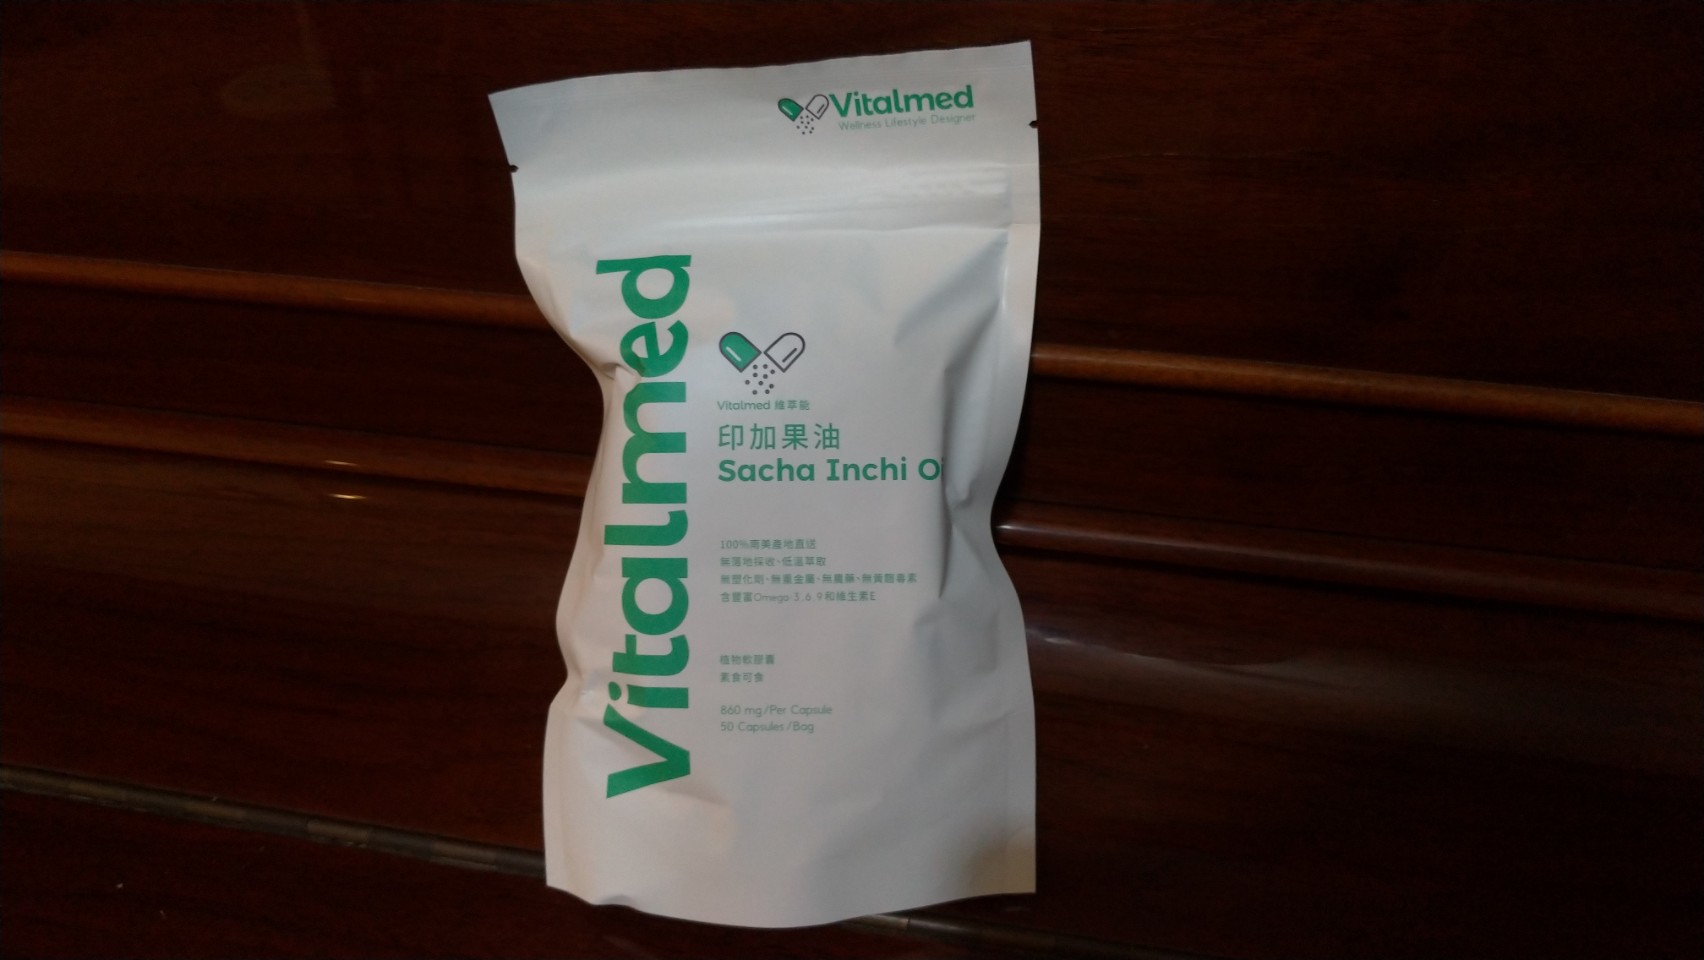 Vitalmed
Wellness Lifestyle Designer
Vitalmed
Vitalmed 維萃能
印加果油
Sacha Inchi Oi
100%南美產地直送
無落地採收、低溫萃取
無塑化劑、無重金屬、無農藥、無黃麴毒素
含豐富Omega 3.6.9和維生素E
植物軟膠囊
素食可食
860 mg/Per Capsule
50 Capsules/Bag